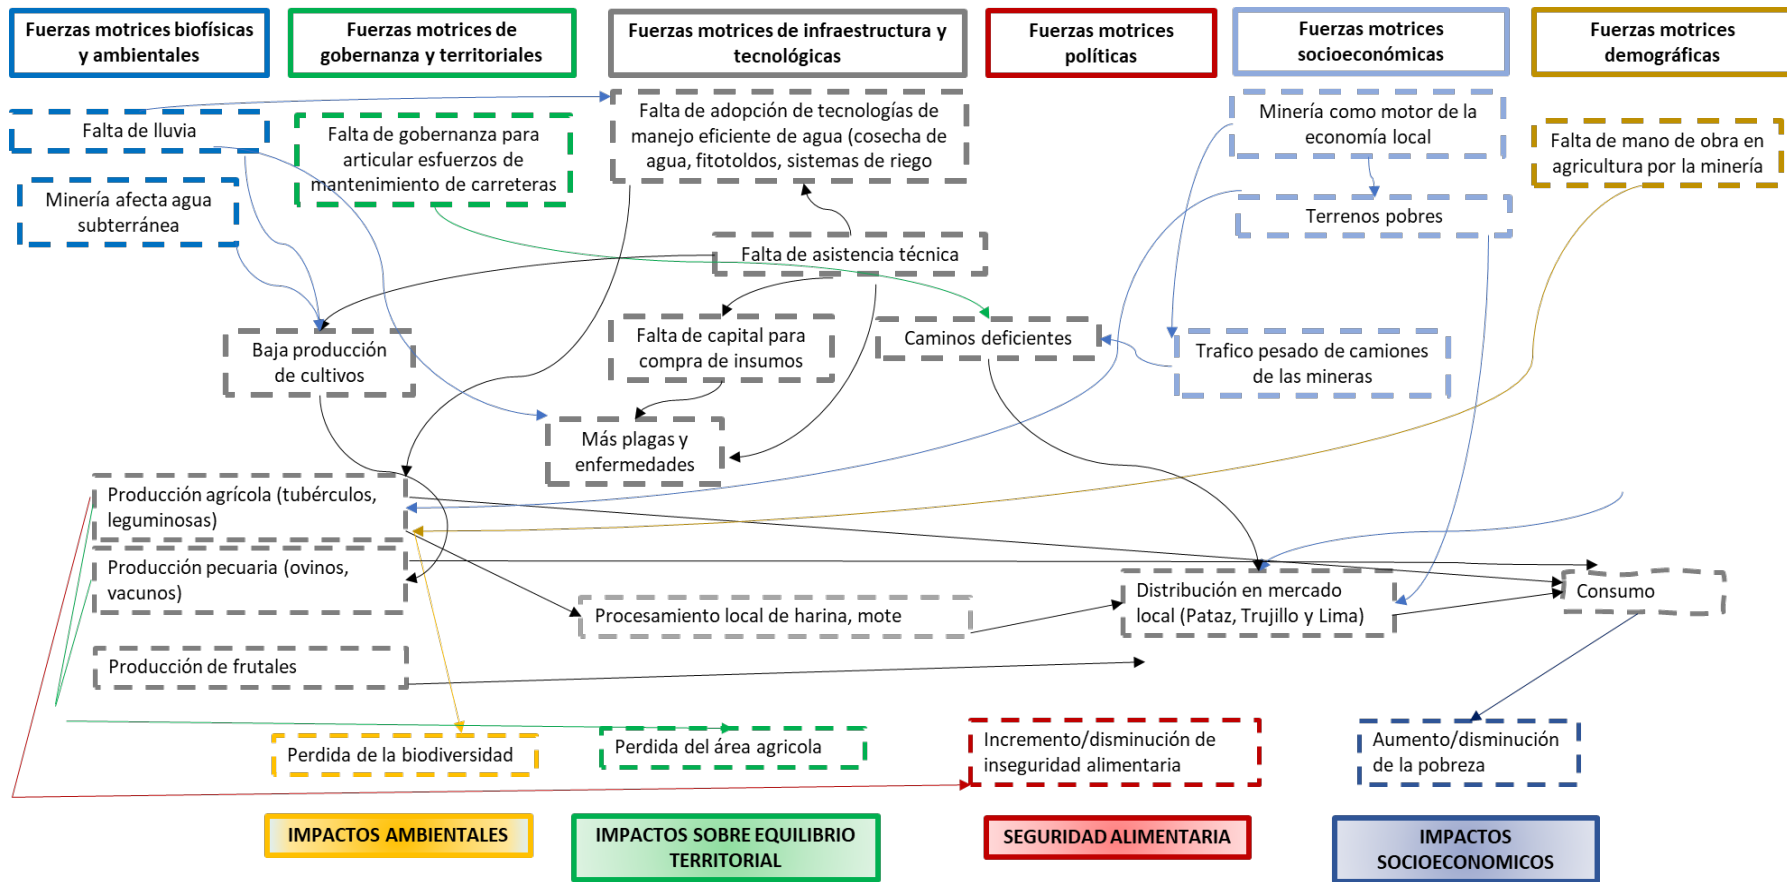 Fuerzas motrices biofísicas
y ambientales
Fuerzas motrices de
gobernanza y territoriales
Fuerzas motrices de infraestructura y
tecnológicas
Fuerzas motrices
políticas
Fuerzas motrices
socioeconómicas
Fuerzas motrices
demográficas
Falta de lluvia
Minería afecta agua
subterránea
Falta de gobernanza para
articular esfuerzos de
mantenimiento de carreteras
Falta de adopción de tecnologías de
manejo eficiente de agua (cosecha de
agua, fitotoldos, sistemas de riego
Minería como motor de la
economía local
Falta de mano de obra en
agricultura por la minería
Terrenos pobres
Falta de asistencia técnica
Baja producción
de cultivos
Falta de capital para
compra de insumos
Caminos deficientes
Trafico pesado de camiones
de las mineras
Más plagas y
enfermedades
Producción agrícola (tubérculos,
leguminosas)
Producción pecuaria (ovinos,
vacunos)
Procesamiento local de harina, mote
Distribución en mercado
local (Pataz, Trujillo y Lima)
Consumo
Producción de frutales
Perdida de la biodiversidad
Perdida del área agricola
Incremento/disminución de
inseguridad alimentaria
Aumento/disminución
de la pobreza
IMPACTOS AMBIENTALES
IMPACTOS SOBRE EQUILIBRIO
TERRITORIAL
SEGURIDAD ALIMENTARIA
IMPACTOS
SOCIOECONOMICOS